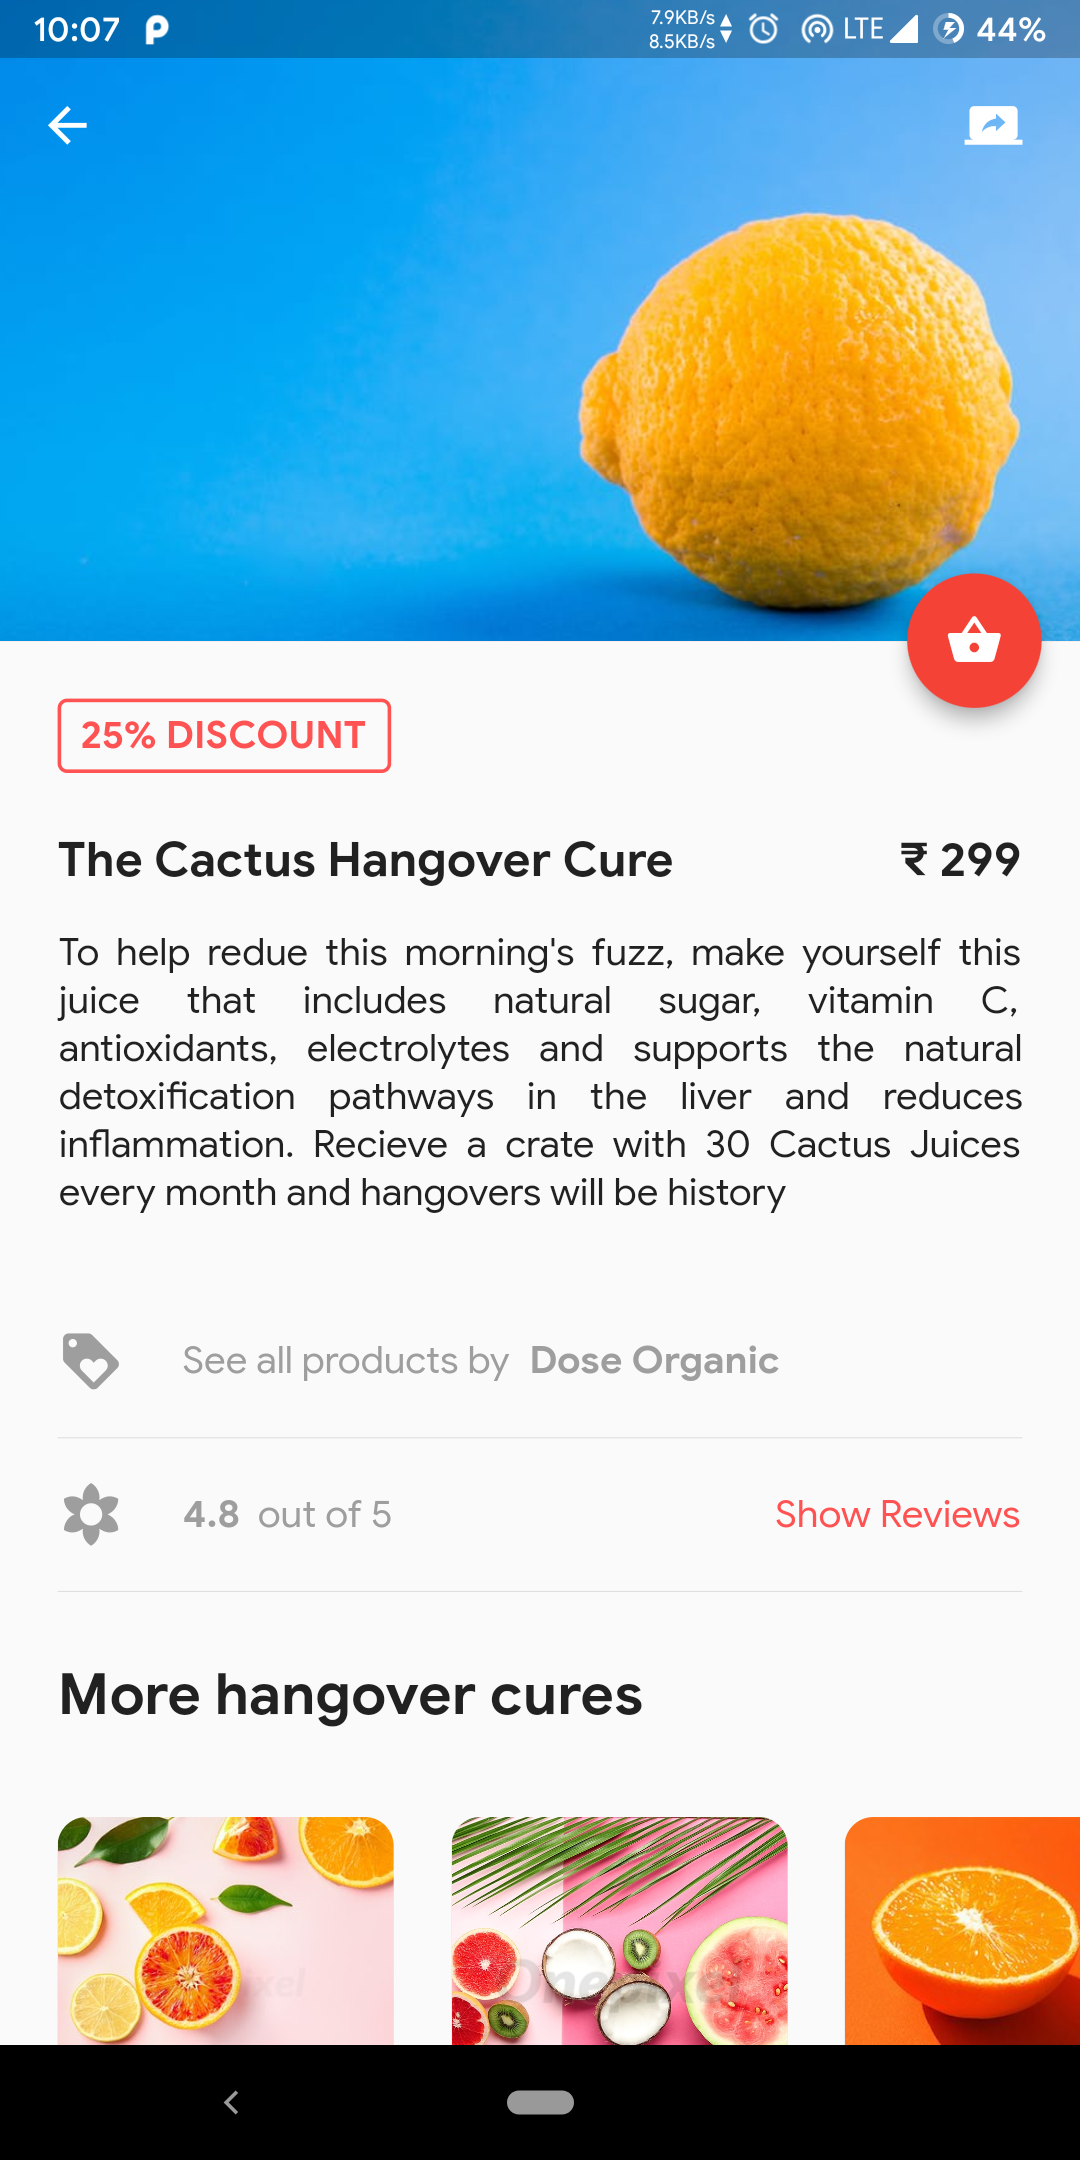 10:07
7.9KB/s
8.5KB/s
LTE
44%
25% DISCOUNT
The Cactus Hangover Cure ₹ 299
To help redue this morning's fuzz, make yourself this
juice that includes natural sugar, vitamin C,
antioxidants, electrolytes and supports the natural
detoxification pathways in the liver and reduces
inflammation. Recieve a crate with 30 Cactus Juices
every month and hangovers will be history
See all products by Dose Organic
4.8 out of 5 Show Reviews
More hangover cures